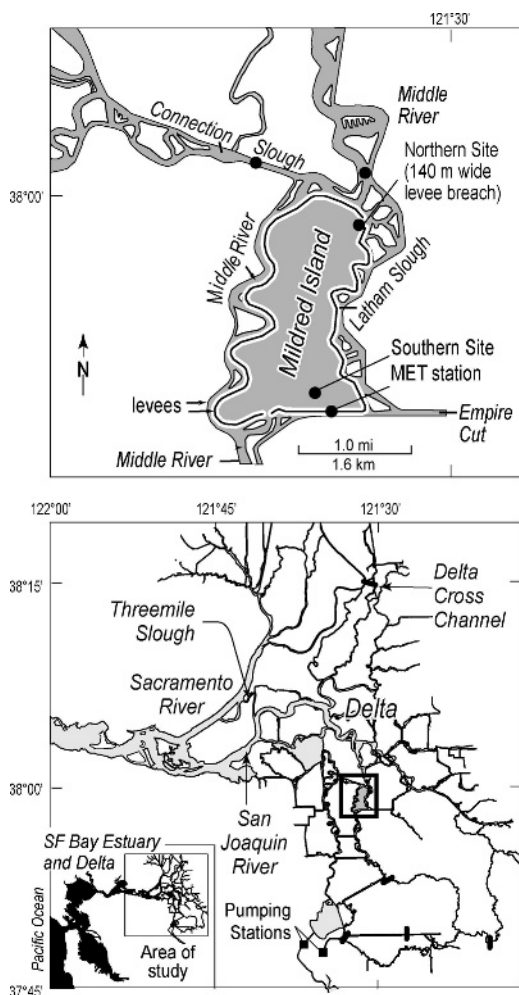 121°30'
Connection
Slough
Middle
River
Northern Site
(140 m wide
levee breach)
38°00'
Middle River
Mildred Island
Latham Slough
N
Southern Site
MET station
levees
Empire
Cut
Middle River
1.0 mi
1.6 km
122°00'
121°45'
121°30'
38°15'
Threemile
Slough
Delta
Cross
Channel
Sacramento
River
Delta
38°00'
San
Joaquin
River
SF Bay Estuary
and Delta
Pacific Ocean
Area of
study
Pumping
Stations
37°45'